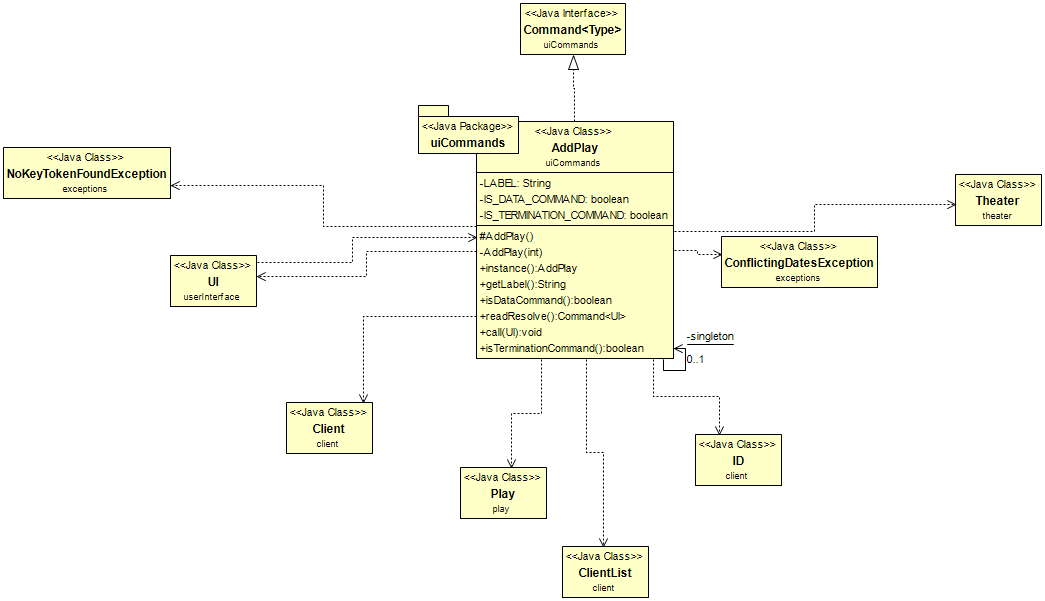 <<Java Interface>>
Command<Type>
uiCommands
<<Java Package>>
uiCommands
<<Java Class>>
AddPlay
uiCommands
-LABEL: String
-IS_DATA_COMMAND: boolean
-IS_TERMINATION_COMMAND: boolean
#AddPlay()
-AddPlay(int)
+instance():AddPlay
+getLabel():String
+isDataCommand():boolean
+readResolve():Command<UI>
+call(UI):void
+isTerminationCommand():boolean
<<Java Class>>
NoKeyTokenFoundException
exceptions
<<Java Class>>
Theater
theater
<<Java Class>>
ConflictingDatesException
exceptions
<<Java Class>>
UI
userInterface
-singleton
0..1
<<Java Class>>
Client
client
<<Java Class>>
ID
client
<<Java Class>>
Play
play
<<Java Class>>
ClientList
client